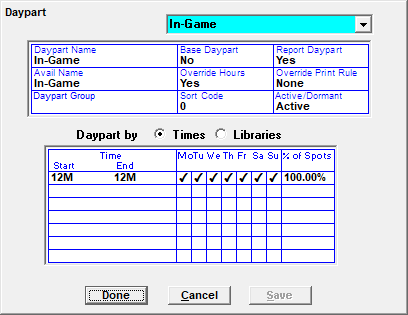 Daypart
In-Game
Daypart Name Base Daypart Report Daypart
In-Game No Yes
Avail Name Override Hours Override Print Rule
In-Game Yes None
Daypart Group Sort Code Active/Dormant
0 Active
Daypart by Times Libraries
Time Mo Tu We Th Fr Sa Su % of Spots
Start End
12M 12M ✓ ✓ ✓ ✓ ✓ ✓ ✓ 100.00%
Done Cancel Save